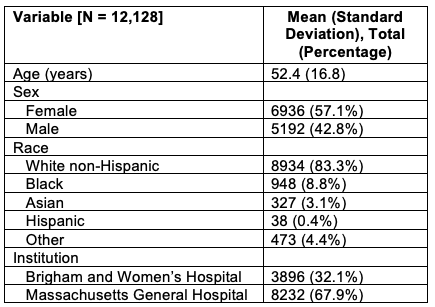 Variable [N = 12,128] Mean (Standard
Deviation), Total
(Percentage)
Age (years) 52.4 (16.8)
Sex
Female 6936 (57.1%)
Male 5192 (42.8%)
Race
White non-Hispanic 8934 (83.3%)
Black 948 (8.8%)
Asian 327 (3.1%)
Hispanic 38 (0.4%)
Other 473 (4.4%)
Institution
Brigham and Women's Hospital 3896 (32.1%)
Massachusetts General Hospital 8232 (67.9%)